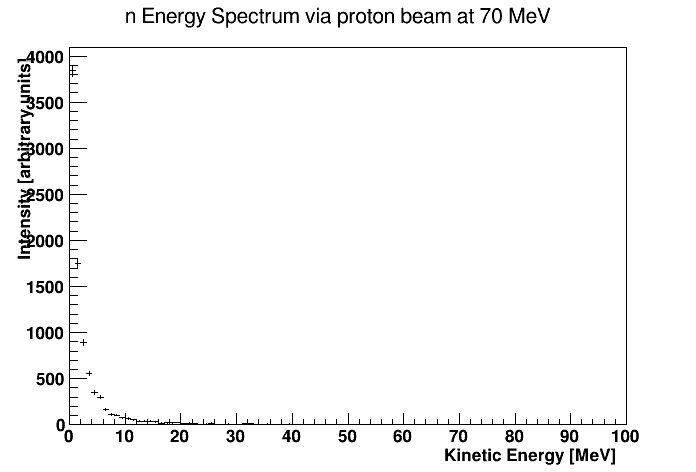 n Energy Spectrum via proton beam at 70 MeV
Intensity [arbitrary units]
4000
3500
3000
2500
2000
1500
1000
500
0
0 10 20 30 40 50 60 70 80 90 100
Kinetic Energy [MeV]